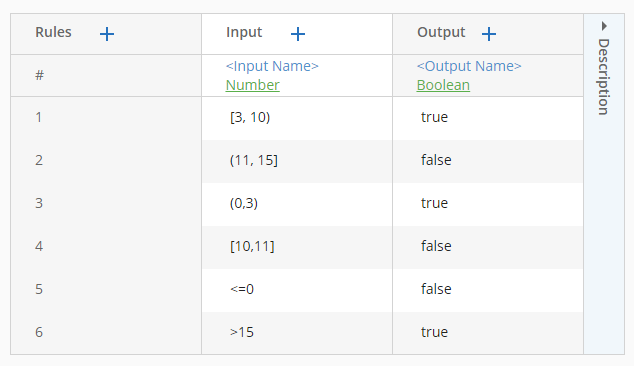 Rules + Input + Output +
# <Input Name> <Output Name>
Number Boolean
1 [3, 10) true
2 (11, 15] false
3 (0,3) true
4 [10,11] false
5 <=0 false
6 >15 true
Description